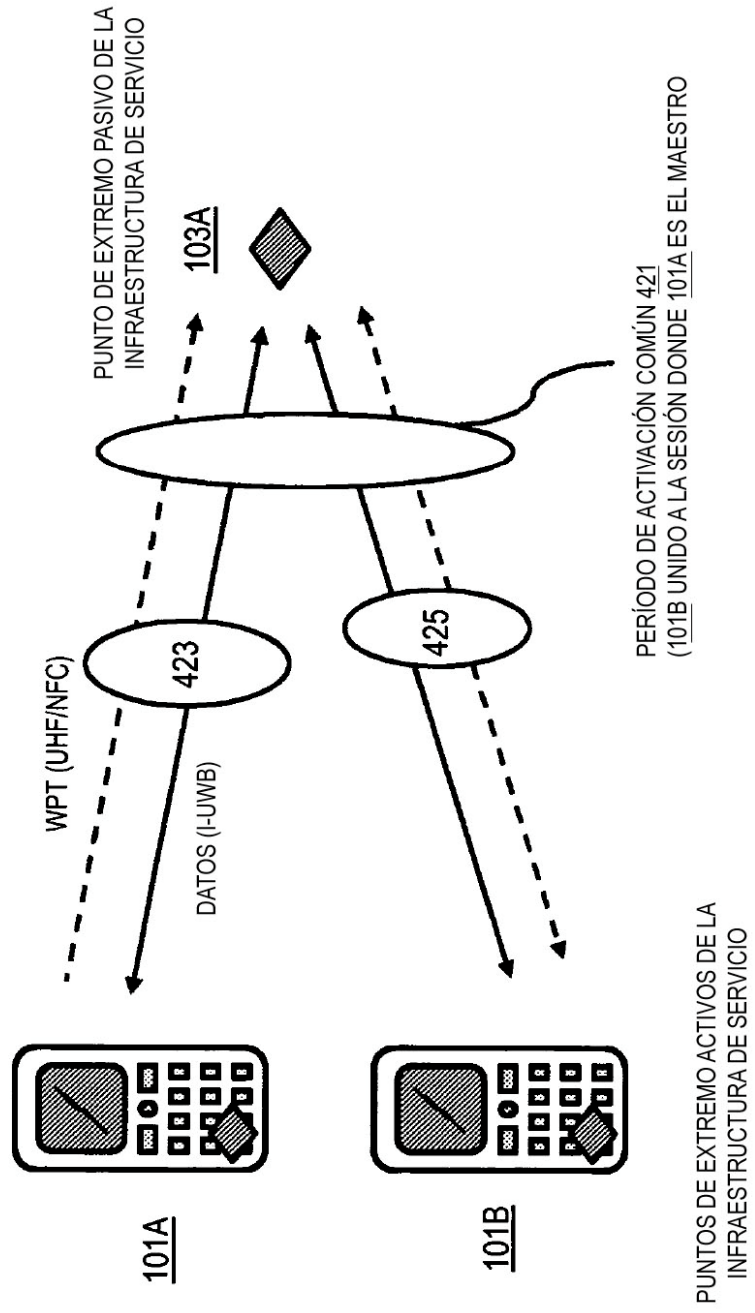 PUNTO DE EXTREMO PASIVO DE LA
INFRAESTRUCTURA DE SERVICIO
103A
WPT (UHF/NFC)
423
DATOS (I-UWB)
425
101A
101B
PERÍODO DE ACTIVACIÓN COMÚN 421
(101B UNIDO A LA SESIÓN DONDE 101A ES EL MAESTRO
PUNTOS DE EXTREMO ACTIVOS DE LA
INFRAESTRUCTURA DE SERVICIO